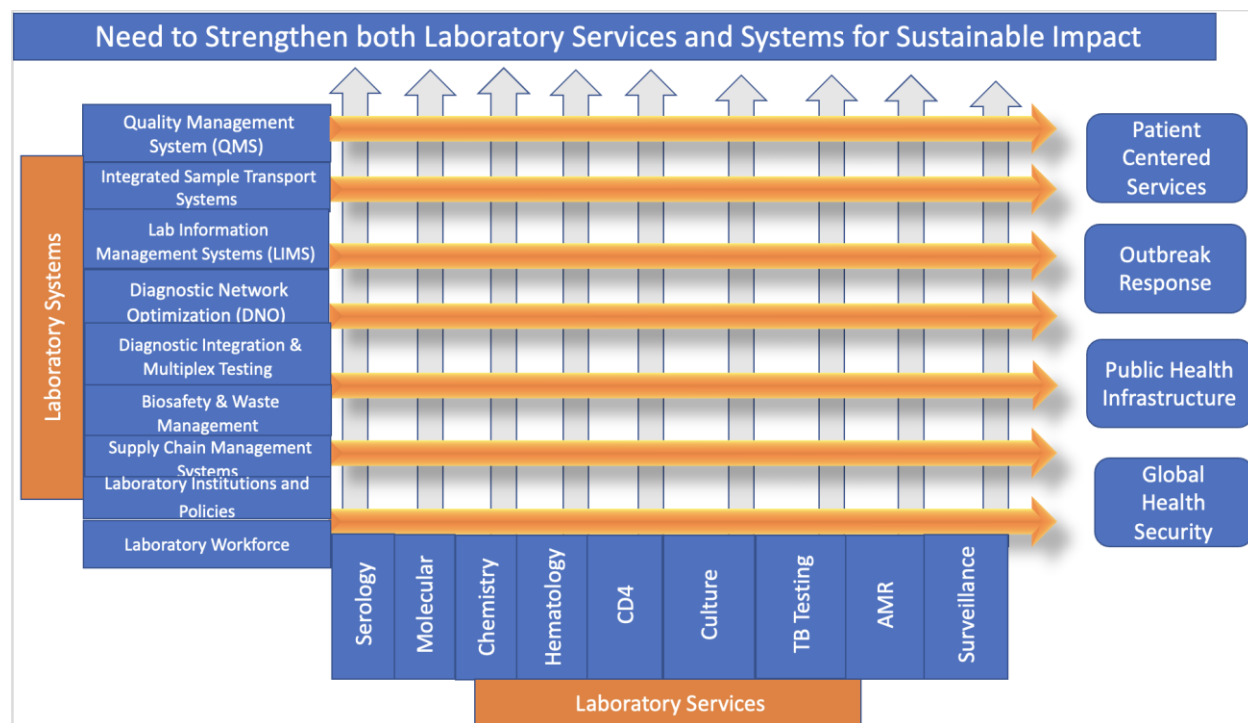 Need to Strengthen both Laboratory Services and Systems for Sustainable Impact
Laboratory Systems
Quality Management
System (QMS)
Integrated Sample Transport
Systems
Lab Information
Management Systems (LIMS)
Diagnostic Network
Optimization (DNO)
Diagnostic Integration &
Multiplex Testing
Biosafety & Waste
Management
Supply Chain Management
Systems
Laboratory Institutions and
Policies
Laboratory Workforce
Patient
Centered
Services
Outbreak
Response
Public Health
Infrastructure
Global
Health
Security
Serology
Molecular
Chemistry
Hematology
CD4
Culture
TB Testing
AMR
Surveillance
Laboratory Services